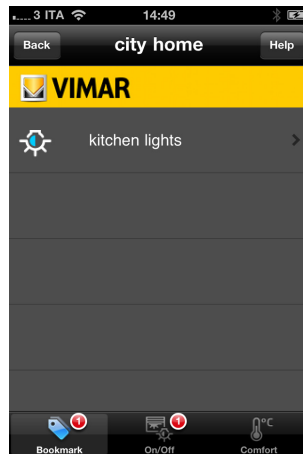 3 ITA 14:49
Back city home Help
VIMAR
kitchen lights
1 1 °C
Bookmark On/Off Comfort